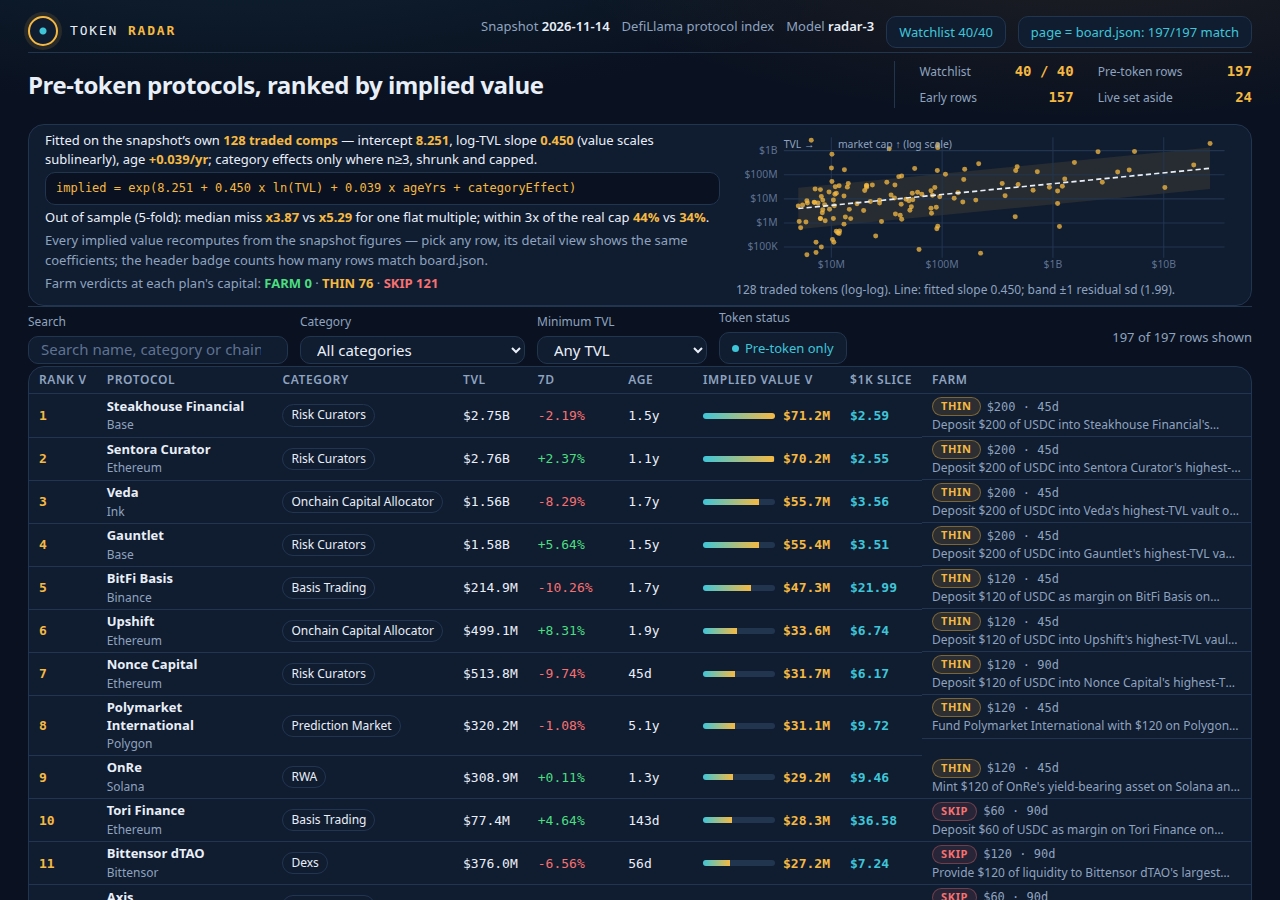 TOKEN RADAR
Snapshot 2026-11-14 DefiLlama protocol index Model radar-3 Watchlist 40/40 page = board.json: 197/197 match
Pre-token protocols, ranked by implied value
Watchlist 40 / 40 Pre-token rows 197
Early rows 157 Live set aside 24
Fitted on the snapshot's own 128 traded comps — intercept 8.251, log-TVL slope 0.450 (value scales
sublinearly), age +0.039/yr; category effects only where n≥3, shrunk and capped.
implied = exp(8.251 + 0.450 x ln(TVL) + 0.039 x ageYrs + categoryEffect)
Out of sample (5-fold): median miss x3.87 vs x5.29 for one flat multiple; within 3x of the real cap 44% vs 34%.
Every implied value recomputes from the snapshot figures — pick any row, its detail view shows the same
coefficients; the header badge counts how many rows match board.json.
Farm verdicts at each plan's capital: FARM 0 · THIN 76 · SKIP 121
TVL → market cap ↑ (log scale)
$1B
$100M
$10M
$1M
$100K
$10M $100M $1B $10B
128 traded tokens (log-log). Line: fitted slope 0.450; band ±1 residual sd (1.99).
Search Category Minimum TVL Token status
Search name, category or chain All categories Any TVL Pre-token only 197 of 197 rows shown
RANK V PROTOCOL CATEGORY TVL 7D AGE IMPLIED VALUE V $1K SLICE FARM
1 Steakhouse Financial Base Risk Curators $2.75B -2.19% 1.5y $71.2M $2.59 THIN $200 · 45d
Deposit $200 of USDC into Steakhouse Financial's...
2 Sentora Curator Ethereum Risk Curators $2.76B +2.37% 1.1y $70.2M $2.55 THIN $200 · 45d
Deposit $200 of USDC into Sentora Curator's highest-...
3 Veda Ink Onchain Capital Allocator $1.56B -8.29% 1.7y $55.7M $3.56 THIN $200 · 45d
Deposit $200 of USDC into Veda's highest-TVL vault o...
4 Gauntlet Base Risk Curators $1.58B +5.64% 1.5y $55.4M $3.51 THIN $200 · 45d
Deposit $200 of USDC into Gauntlet's highest-TVL va...
5 BitFi Basis Binance Basis Trading $214.9M -10.26% 1.7y $47.3M $21.99 THIN $120 · 45d
Deposit $120 of USDC as margin on BitFi Basis on...
6 Upshift Ethereum Onchain Capital Allocator $499.1M +8.31% 1.9y $33.6M $6.74 THIN $120 · 45d
Deposit $120 of USDC into Upshift's highest-TVL vaul...
7 Nonce Capital Ethereum Risk Curators $513.8M -9.74% 45d $31.7M $6.17 THIN $120 · 90d
Deposit $120 of USDC into Nonce Capital's highest-T...
8 Polymarket International Polygon Prediction Market $320.2M -1.08% 5.1y $31.1M $9.72 THIN $120 · 45d
Fund Polymarket International with $120 on Polygon...
9 OnRe Solana RWA $308.9M +0.11% 1.3y $29.2M $9.46 THIN $120 · 45d
Mint $120 of OnRe's yield-bearing asset on Solana an...
10 Tori Finance Ethereum Basis Trading $77.4M +4.64% 143d $28.3M $36.58 SKIP $60 · 90d
Deposit $60 of USDC as margin on Tori Finance on...
11 Bittensor dTAO Bittensor Dexs $376.0M -6.56% 56d $27.2M $7.24 SKIP $120 · 90d
Provide $120 of liquidity to Bittensor dTAO's largest...
Axis SKIP $60 · 90d